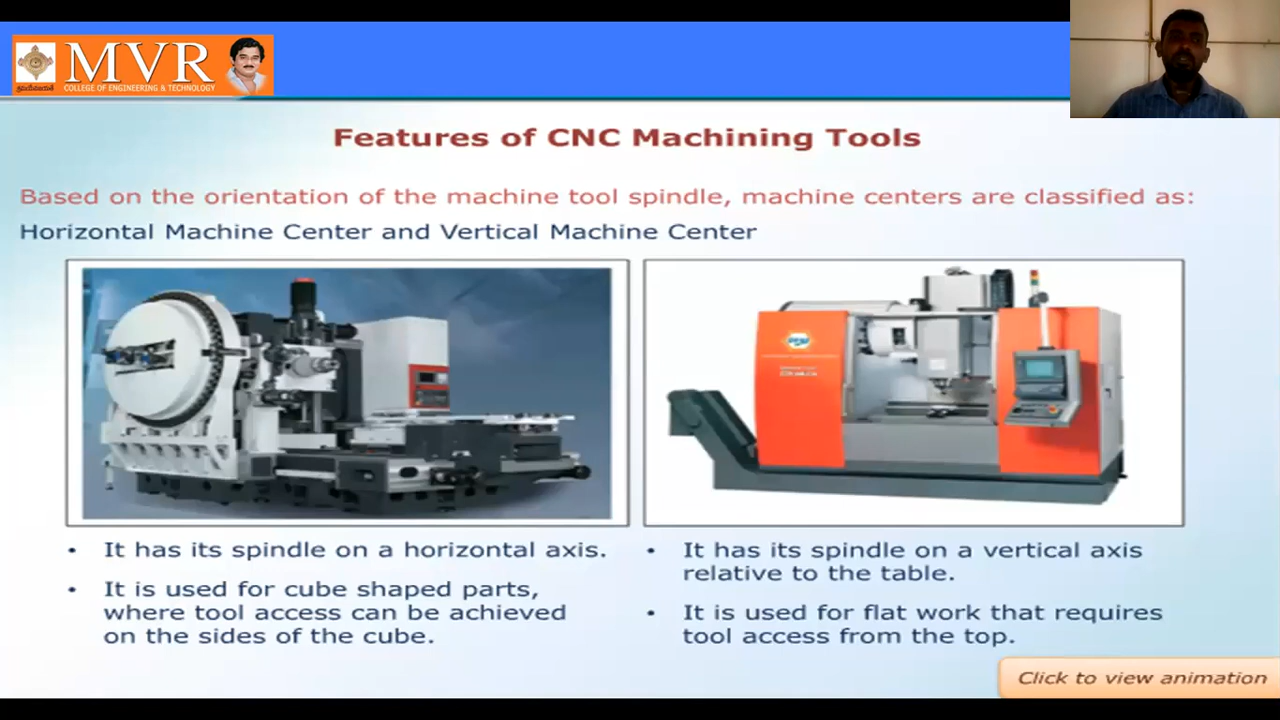 MVR
COLLEGE OF ENGINEERING & TECHNOLOGY
Features of CNC Machining Tools
Based on the orientation of the machine tool spindle, machine centers are classified as:
Horizontal Machine Center and Vertical Machine Center
• It has its spindle on a horizontal axis.
• It is used for cube shaped parts,
where tool access can be achieved
on the sides of the cube.
• It has its spindle on a vertical axis
relative to the table.
• It is used for flat work that requires
tool access from the top.
Click to view animation